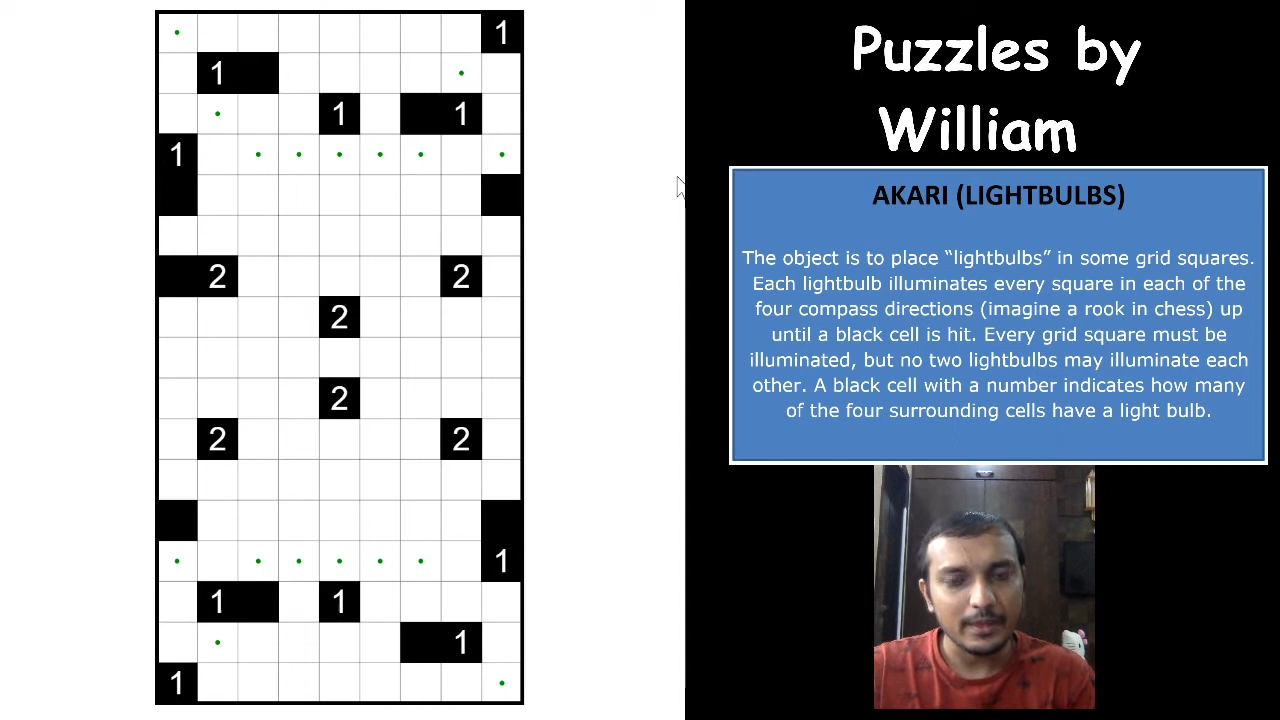 1
1
1 1
1
2 2
2
2
2 2
1
1 1
1
1
Puzzles by
William
AKARI (LIGHTBULBS)
The object is to place “lightbulbs” in some grid squares.
Each lightbulb illuminates every square in each of the
four compass directions (imagine a rook in chess) up
until a black cell is hit. Every grid square must be
illuminated, but no two lightbulbs may illuminate each
other. A black cell with a number indicates how many
of the four surrounding cells have a light bulb.